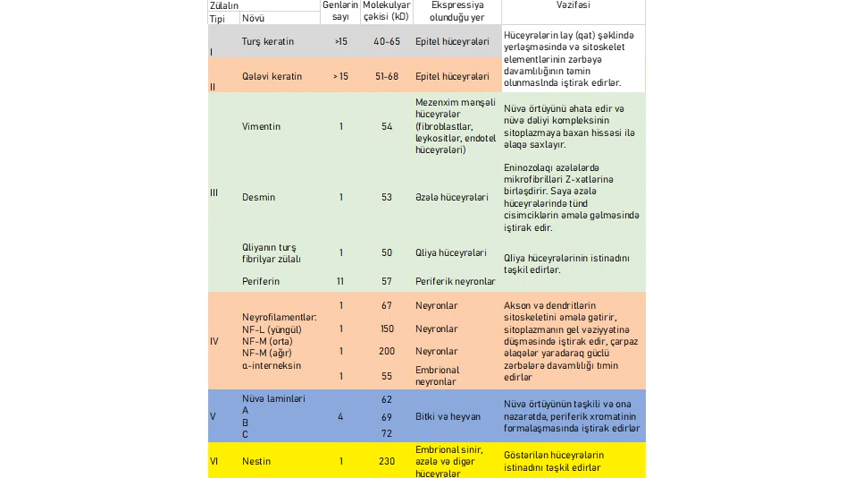 Zülalın Genlərin sayı Molekulyar çəkisi (kD) Ekspressiya olunduğu yer Vəzifəsi
Tipi Növü
I Turş keratin >15 40-65 Epitel hüceyrələri
II Qələvi keratin > 15 51-68 Epitel hüceyrələri
Hüceyrələrin lay (qat) şəklində
yerləşməsində və sitoskelet
elementlərinin zərbəyə
davamlılığının təmin
olunmasında iştirak edirlər.
III
Vimentin 1 54
Mezenxim mənşəli
hüceyrələr
(fibroblastlar,
leykositlər, endotel
hüceyrələri)
Nüvə örtüyünü əhatə edir və
nüvə dəliyi kompleksinin
sitoplazmaya baxan hissəsi ilə
əlaqə saxlayır.
Desmin 1 53 Əzələ hüceyrələri
Eninozolaqı əzələlərdə
mikrofibrilləri Z-xətlərinə
birləşdirir. Saya əzələ
hüceyrələrində tünd
cisimciklərin əmələ gəlməsində
iştirak edir.
Qliyanın turş
fibrilyar zülalı
1 50 Qliya hüceyrələri
Periferin 11 57 Periferik neyronlar
Qliya hüceyrələrinin istinadını
təşkil edirlər.
IV
Neyrofilamentlər:
NF-L (yüngül)
NF-M (orta)
NF-M (ağır)
α-interneksin
1 67 Neyronlar
1 150 Neyronlar
1 200 Neyronlar
1 55 Embrional
neyronlar
Akson və dendritlərin
sitoskeletini əmələ gətirir,
sitoplazmanın gel vəziyyətinə
düşməsində iştirak edir, çarpaz
əlaqələr yaradaraq güclü
zərbələrə davamlılığı tımin
edirlər
V
Nüvə laminləri
A
B
C
4
62
69
72
Bitki və heyvan
Nüvə örtüyünün təşkili və ona
nəzarətdə, periferik xromatinin
formalaşmasında iştirak edirlər
VI Nestin 1 230
Embrional sinir,
əzələ və digər
hüceyrələr
Göstərilən hüceyrələrin
istinadını təşkil edirlər